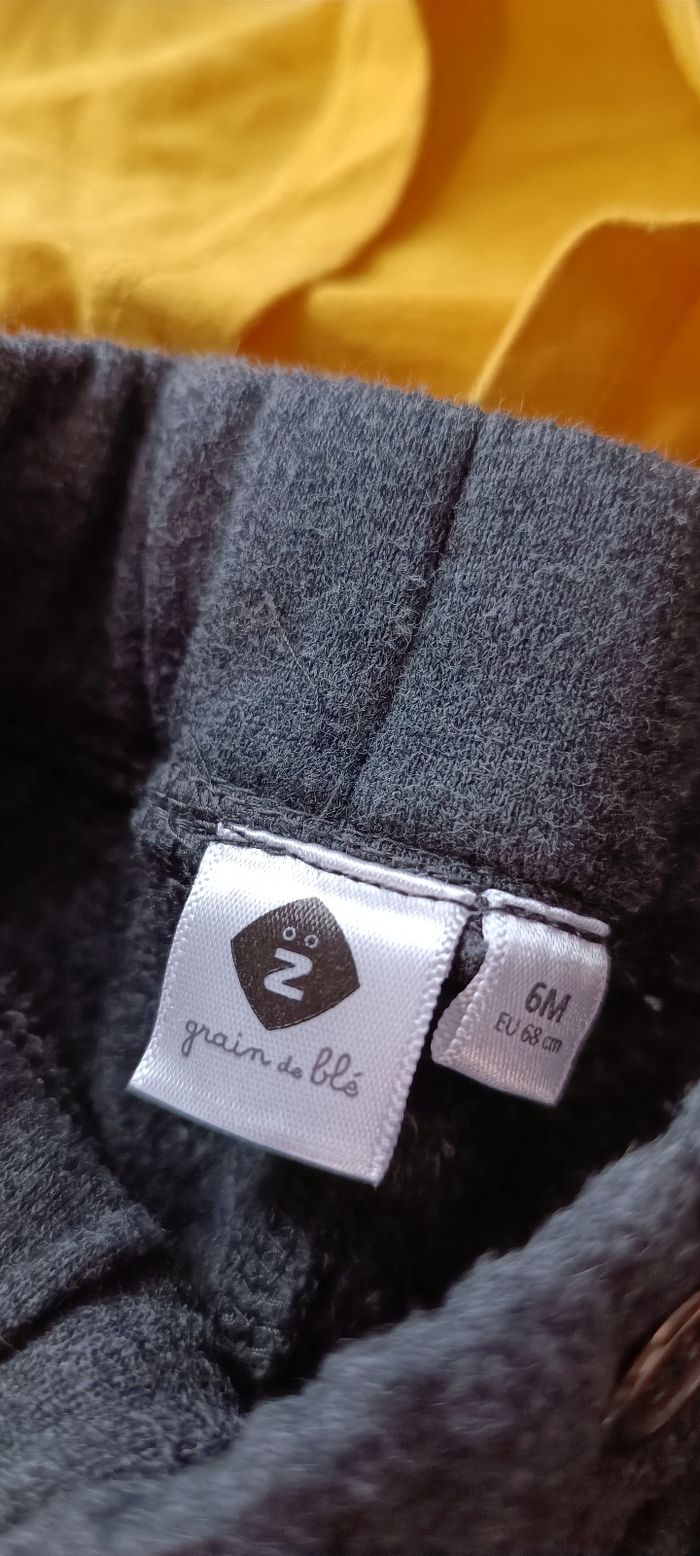 Z
grain de blé
6M
EU 68 cm